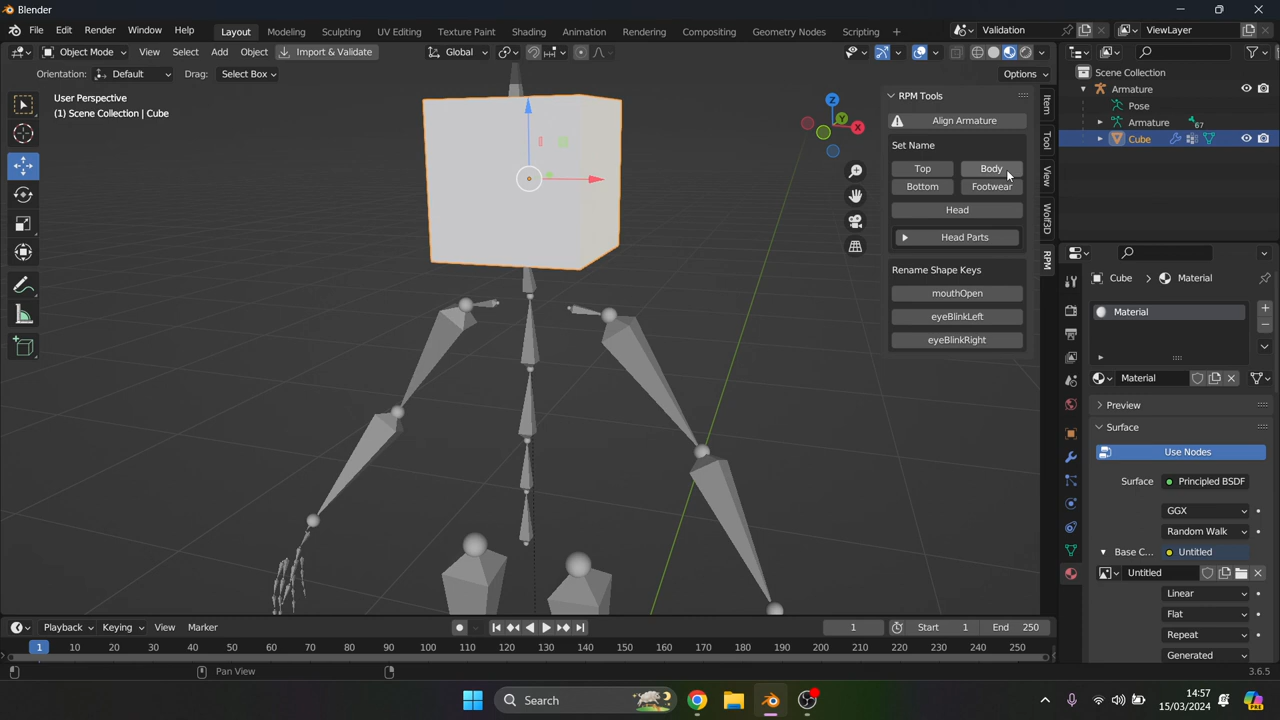 Blender
File Edit Render Window Help Layout Modeling Sculpting UV Editing Texture Paint Shading Animation Rendering Compositing Geometry Nodes Scripting + Validation ViewLayer
Object Mode View Select Add Object Import & Validate Global
Orientation: Default Drag: Select Box Options
User Perspective
(1) Scene Collection | Cube
Z
Y
X
RPM Tools
Align Armature
Set Name
Top Body
Bottom Footwear
Head
Head Parts
Rename Shape Keys
mouthOpen
eyeBlinkLeft
eyeBlinkRight
Item
Tool
View
Wolf3D
RPM
Scene Collection
Armature
Pose
Armature 67
Cube
Cube Material
Material
Material
Preview
Surface
Use Nodes
Surface Principled BSDF
GGX
Random Walk
Base C... Untitled
Untitled
Linear
Flat
Repeat
Generated
Playback Keying View Marker 1 Start 1 End 250
1 10 20 30 40 50 60 70 80 90 100 110 120 130 140 150 160 170 180 190 200 210 220 230 240 250
Pan View 3.6.5
Search
14:57
15/03/2024
PRE